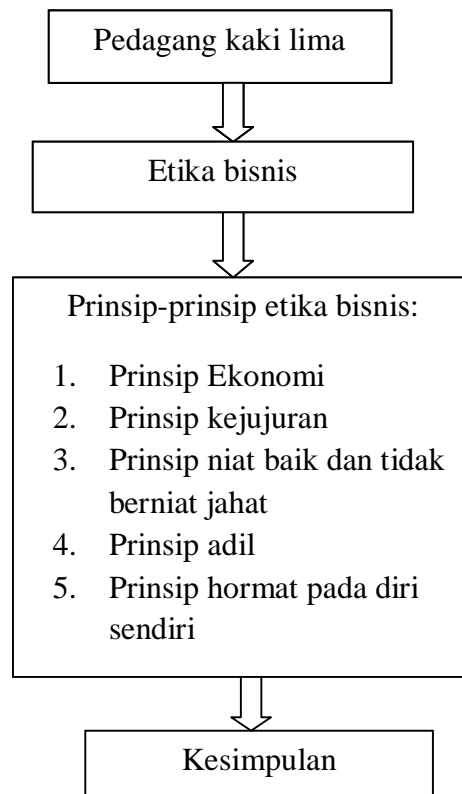 Pedagang kaki lima
Etika bisnis
Prinsip-prinsip etika bisnis:
1. Prinsip Ekonomi
2. Prinsip kejujuran
3. Prinsip niat baik dan tidak
berniat jahat
4. Prinsip adil
5. Prinsip hormat pada diri
sendiri
Kesimpulan